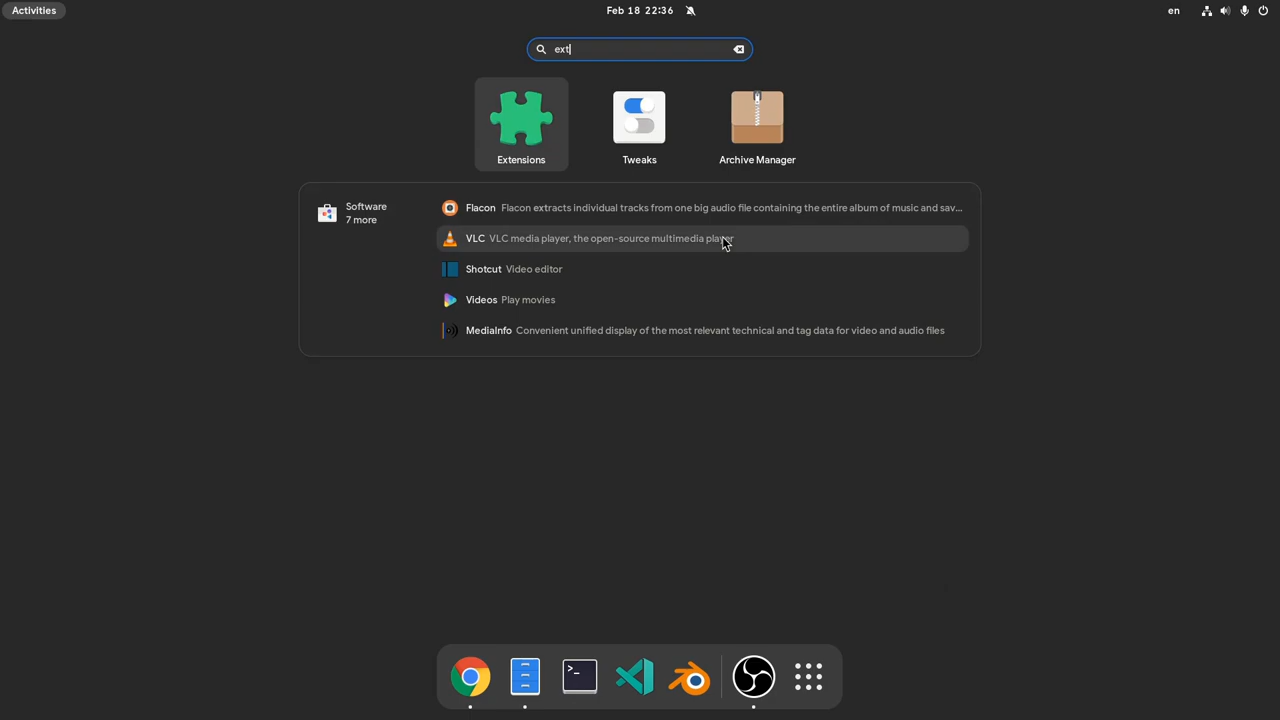 Activities
Feb 18 22:36
en
ext
Extensions
Tweaks
Archive Manager
Software
7 more
Flacon Flacon extracts individual tracks from one big audio file containing the entire album of music and sav...
VLC VLC media player, the open-source multimedia player
Shotcut Video editor
Videos Play movies
MediaInfo Convenient unified display of the most relevant technical and tag data for video and audio files
>_